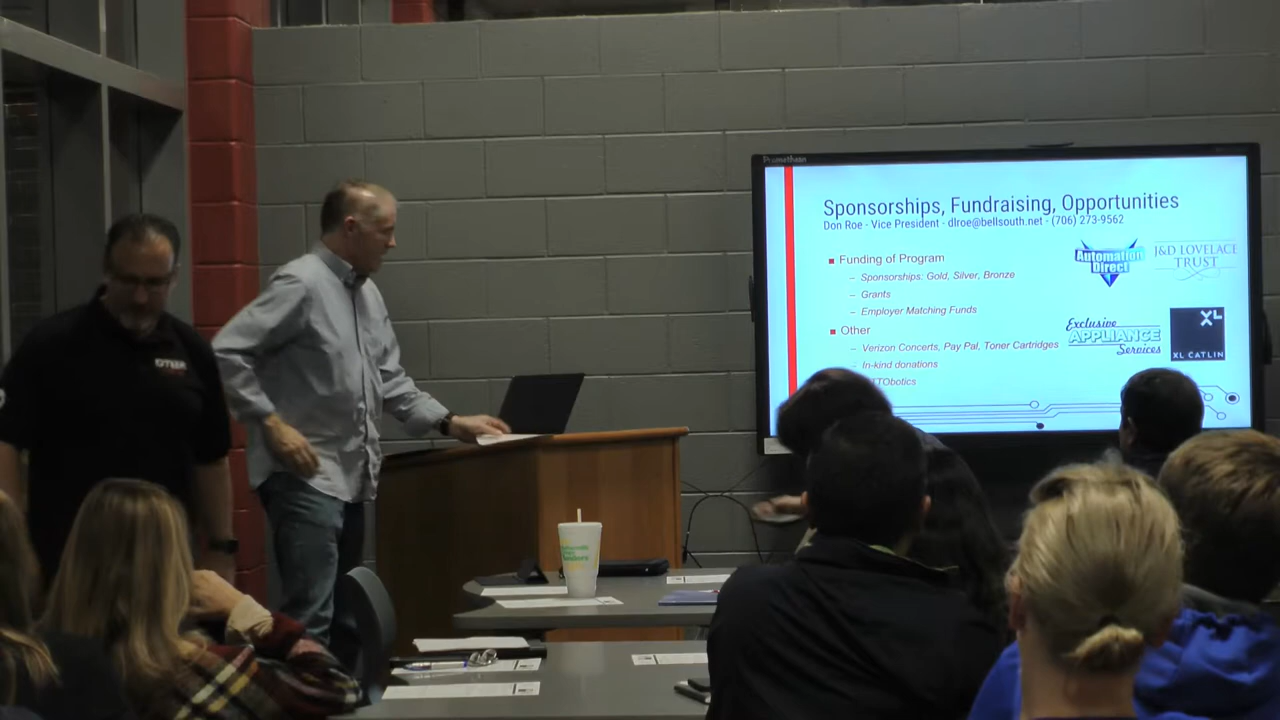 Promethean
Sponsorships, Fundraising, Opportunities
Don Roe - Vice President - dlroe@bellsouth.net - (706) 273-9562
■ Funding of Program
– Sponsorships: Gold, Silver, Bronze
– Grants
– Employer Matching Funds
■ Other
– Verizon Concerts, Pay Pal, Toner Cartridges
– In-kind donations
TTObotics
Automation
Direct
J&D LOVELACE
TRUST
Exclusive
APPLIANCE
Services
XL
XL CATLIN